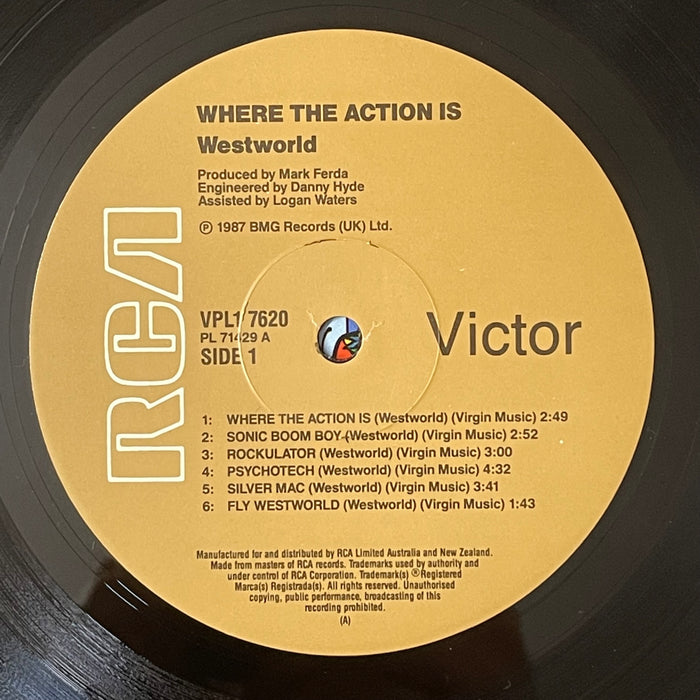 WHERE THE ACTION IS
Westworld
Produced by Mark Ferda
Engineered by Danny Hyde
Assisted by Logan Waters
℗ 1987 BMG Records (UK) Ltd.
RCA
VPL1 7620
PL 71429 A
SIDE 1
Victor
1: WHERE THE ACTION IS (Westworld) (Virgin Music) 2:49
2: SONIC BOOM BOY (Westworld) (Virgin Music) 2:52
3: ROCKULATOR (Westworld) (Virgin Music) 3:00
4: PSYCHOTECH (Westworld) (Virgin Music) 4:32
5: SILVER MAC (Westworld) (Virgin Music) 3:41
6: FLY WESTWORLD (Westworld) (Virgin Music) 1:43
Manufactured for and distributed by RCA Limited Australia and New Zealand.
Made from masters of RCA records. Trademarks used by authority and
under control of RCA Corporation. Trademark(s) ®Registered
Marca(s) Registrada(s). All rights reserved. Unauthorised
copying, public performance, broadcasting of this
recording prohibited.
(A)